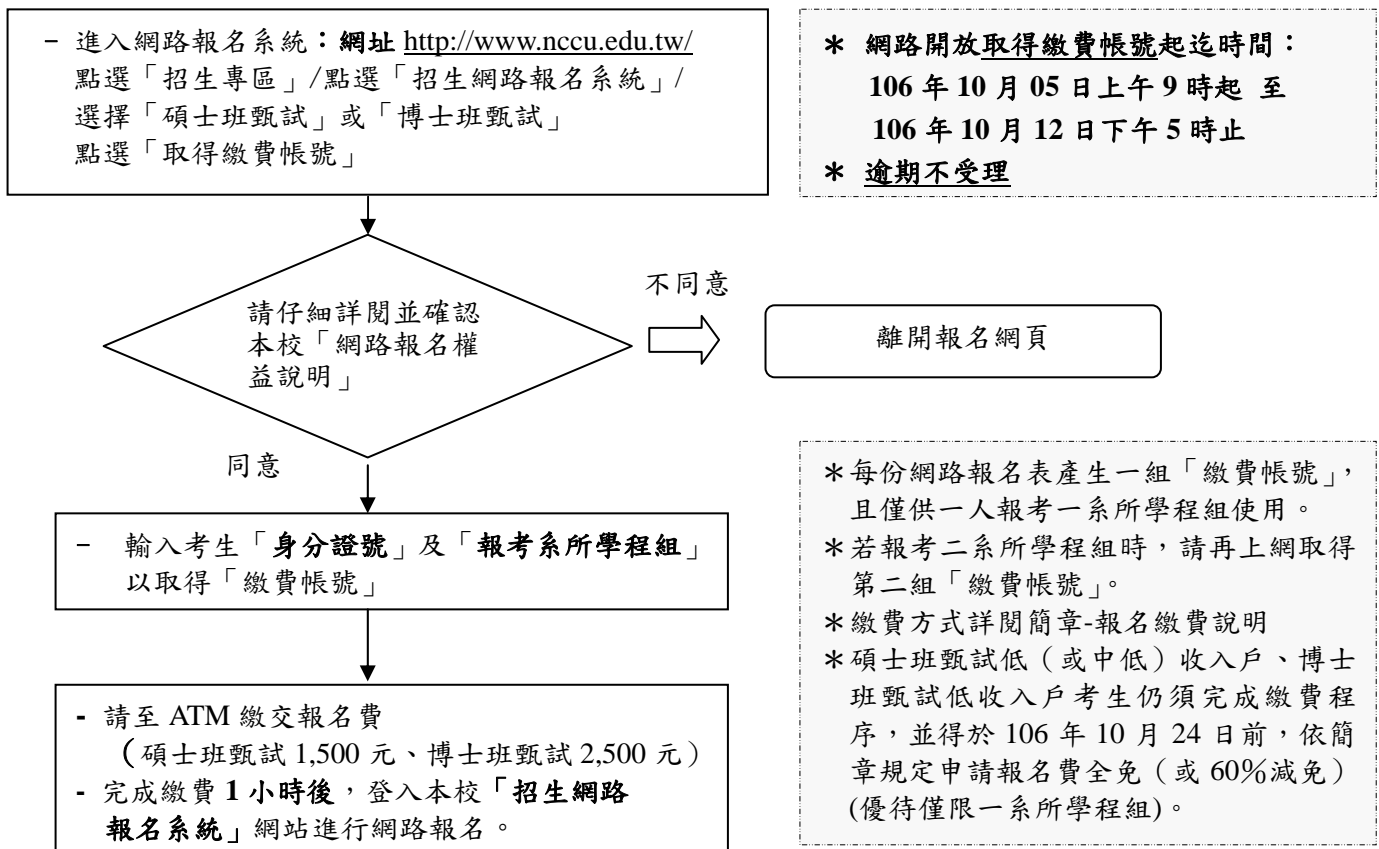 - 進入網路報名系統：網址 http://www.nccu.edu.tw/
點選「招生專區」/點選「招生網路報名系統」/
選擇「碩士班甄試」或「博士班甄試」
點選「取得繳費帳號」
＊ 網路開放取得繳費帳號起迄時間：
106 年 10 月 05 日上午 9 時起 至
106 年 10 月 12 日下午 5 時止
＊ 逾期不受理
請仔細詳閱並確認
本校「網路報名權
益說明」
不同意
離開報名網頁
同意
- 輸入考生「身分證號」及「報考系所學程組」
以取得「繳費帳號」
＊每份網路報名表產生一組「繳費帳號」，
且僅供一人報考一系所學程組使用。
＊若報考二系所學程組時，請再上網取得
第二組「繳費帳號」。
＊繳費方式詳閱簡章-報名繳費說明
＊碩士班甄試低（或中低）收入戶、博士
班甄試低收入戶考生仍須完成繳費程
序，並得於 106 年 10 月 24 日前，依簡
章規定申請報名費全免（或 60％減免）
(優待僅限一系所學程組)。
- 請至 ATM 繳交報名費
（碩士班甄試 1,500 元、博士班甄試 2,500 元）
- 完成繳費 1 小時後，登入本校「招生網路
報名系統」網站進行網路報名。